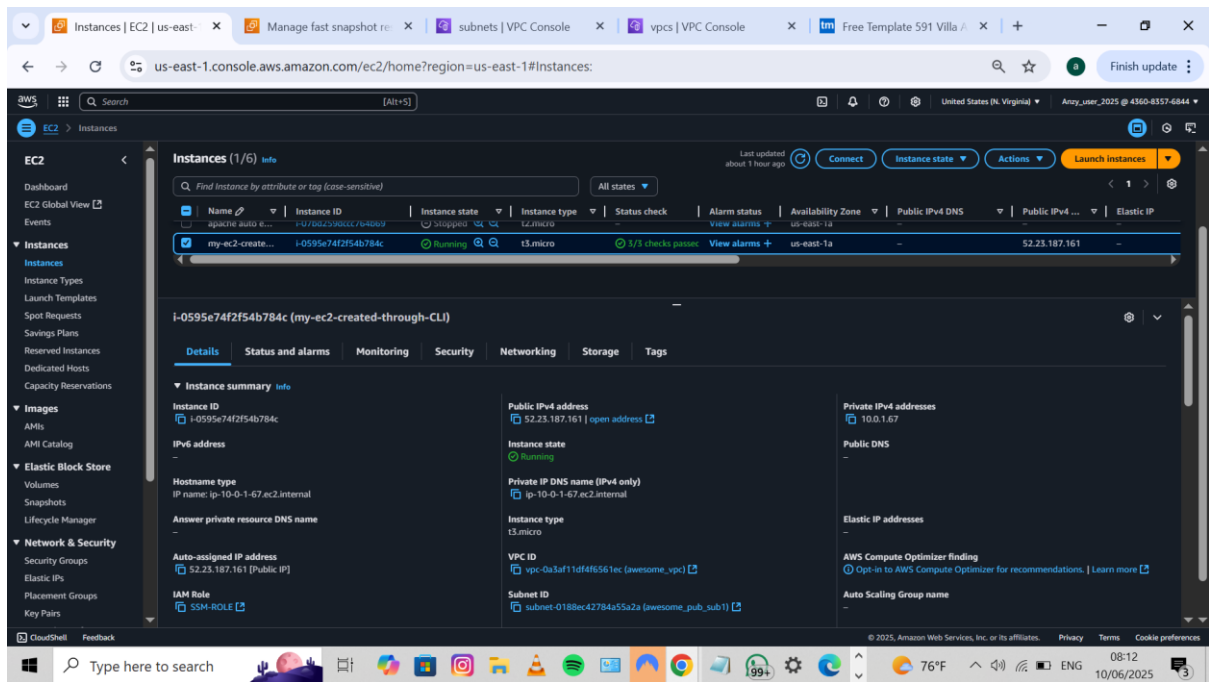 Instances | EC2 | us-east-
Manage fast snapshot re
subnets | VPC Console
vpcs | VPC Console
Free Template 591 Villa A
us-east-1.console.aws.amazon.com/ec2/home?region=us-east-1#Instances:
a
Finish update
aws
Search
[Alt+S]
United States (N. Virginia)
Anzy_user_2025 @ 4360-8357-6844
EC2 > Instances
EC2
Dashboard
EC2 Global View
Events
Instances
Instances
Instance Types
Launch Templates
Spot Requests
Savings Plans
Reserved Instances
Dedicated Hosts
Capacity Reservations
Images
AMIs
AMI Catalog
Elastic Block Store
Volumes
Snapshots
Lifecycle Manager
Network & Security
Security Groups
Elastic IPs
Placement Groups
Key Pairs
Instances (1/6) Info
Last updated
about 1 hour ago
Connect
Instance state
Actions
Launch instances
Find Instance by attribute or tag (case-sensitive)
All states
1
Name Instance ID Instance state Instance type Status check Alarm status Availability Zone Public IPv4 DNS Public IPv4 ... Elastic IP
apache auto e... Stopped t2.micro – View alarms + us-east-1a – – –
my-ec2-create... i-0595e74f2f54b784c Running t3.micro 3/3 checks passec View alarms + us-east-1a – 52.23.187.161 –
i-0595e74f2f54b784c (my-ec2-created-through-CLI)
Details Status and alarms Monitoring Security Networking Storage Tags
Instance summary Info
Instance ID
i-0595e74f2f54b784c
Public IPv4 address
52.23.187.161 | open address
Private IPv4 addresses
10.0.1.67
IPv6 address
–
Instance state
Running
Public DNS
–
Hostname type
IP name: ip-10-0-1-67.ec2.internal
Private IP DNS name (IPv4 only)
ip-10-0-1-67.ec2.internal
Answer private resource DNS name
–
Instance type
t3.micro
Elastic IP addresses
–
Auto-assigned IP address
52.23.187.161 [Public IP]
VPC ID
vpc-0a3af11df4f6561ec (awesome_vpc)
AWS Compute Optimizer finding
Opt-in to AWS Compute Optimizer for recommendations. | Learn more
IAM Role
SSM-ROLE
Subnet ID
subnet-0188ec42784a55a2a (awesome_pub_sub1)
Auto Scaling Group name
–
CloudShell Feedback
© 2025, Amazon Web Services, Inc. or its affiliates. Privacy Terms Cookie preferences
Type here to search
99+
76°F
ENG
08:12
10/06/2025
3